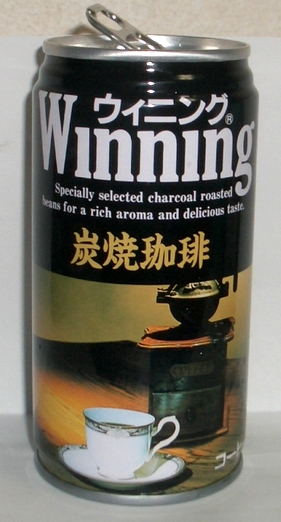 ウィニング®
Winning
Specially selected charcoal roasted
beans for a rich aroma and delicious taste.
炭焼珈琲
コー